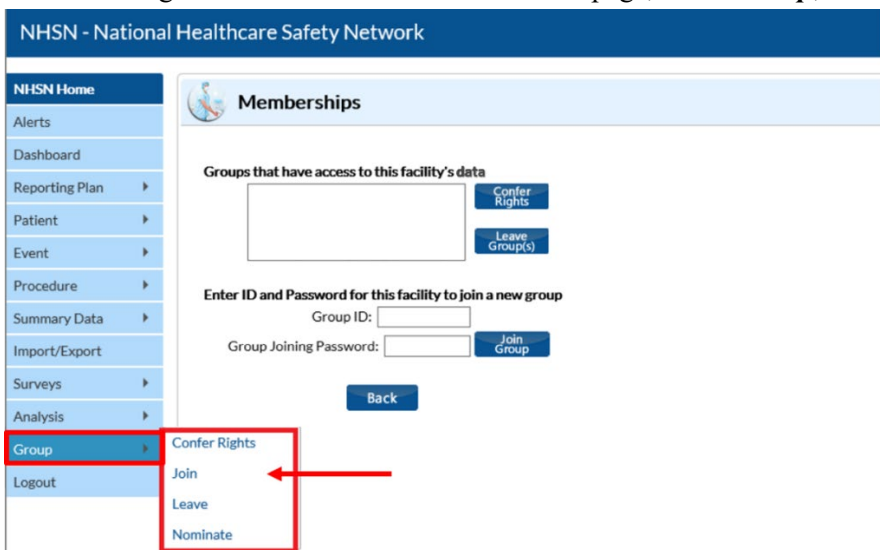 NHSN - National Healthcare Safety Network
NHSN Home
Alerts
Dashboard
Reporting Plan
Patient
Event
Procedure
Summary Data
Import/Export
Surveys
Analysis
Group
Logout
Confer Rights
Join
Leave
Nominate
Memberships
Groups that have access to this facility's data
Confer
Rights
Leave
Group(s)
Enter ID and Password for this facility to join a new group
Group ID:
Group Joining Password:
Join
Group
Back